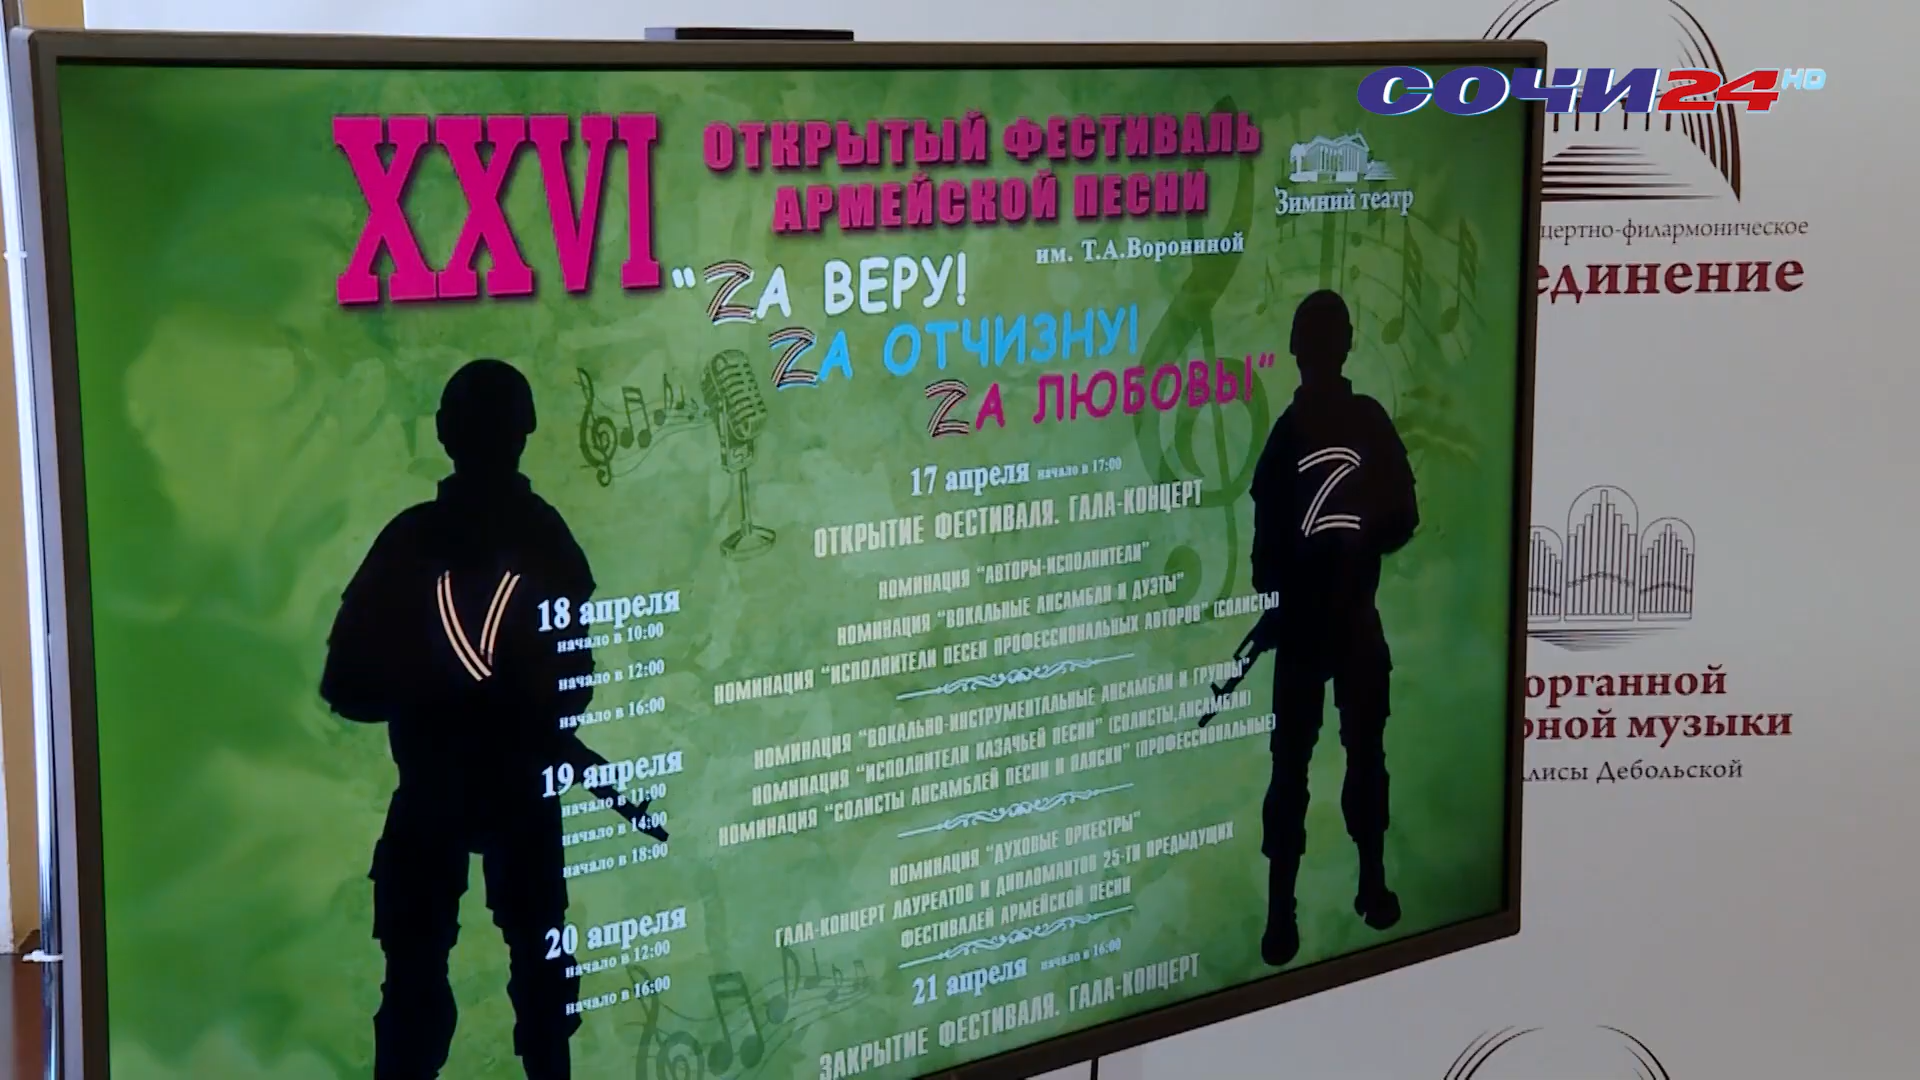 СОЧИ24 HD
XXVI
ОТКРЫТЫЙ ФЕСТИВАЛЬ
АРМЕЙСКОЙ ПЕСНИ
им. Т.А.Ворониной
Зимний театр
“ZА ВЕРУ!
ZА ОТЧИЗНУ!
ZА ЛЮБОВЬ!”
17 апреля начало в 17:00
ОТКРЫТИЕ ФЕСТИВАЛЯ. ГАЛА-КОНЦЕРТ
V
Z
18 апреля
начало в 10:00
НОМИНАЦИЯ “АВТОРЫ-ИСПОЛНИТЕЛИ”
начало в 12:00
НОМИНАЦИЯ “ВОКАЛЬНЫЕ АНСАМБЛИ И ДУЭТЫ”
начало в 16:00
НОМИНАЦИЯ “ИСПОЛНИТЕЛИ ПЕСЕН ПРОФЕССИОНАЛЬНЫХ АВТОРОВ” (СОЛИСТЫ)
19 апреля
начало в 11:00
НОМИНАЦИЯ “ВОКАЛЬНО-ИНСТРУМЕНТАЛЬНЫЕ АНСАМБЛИ И ГРУППЫ”
начало в 14:00
НОМИНАЦИЯ “ИСПОЛНИТЕЛИ КАЗАЧЬЕЙ ПЕСНИ” (СОЛИСТЫ,АНСАМБЛИ)
начало в 18:00
НОМИНАЦИЯ “СОЛИСТЫ АНСАМБЛЕЙ ПЕСНИ И ПЛЯСКИ” (ПРОФЕССИОНАЛЬНЫЕ)
20 апреля
начало в 12:00
НОМИНАЦИЯ “ДУХОВЫЕ ОРКЕСТРЫ”
начало в 16:00
ГАЛА-КОНЦЕРТ ЛАУРЕАТОВ И ДИПЛОМАНТОВ 25-ТИ ПРЕДЫДУЩИХ
ФЕСТИВАЛЕЙ АРМЕЙСКОЙ ПЕСНИ
21 апреля начало в 16:00
ЗАКРЫТИЕ ФЕСТИВАЛЯ. ГАЛА-КОНЦЕРТ
цертно-филармоническое
единение
органной
рной музыки
лисы Дебольской